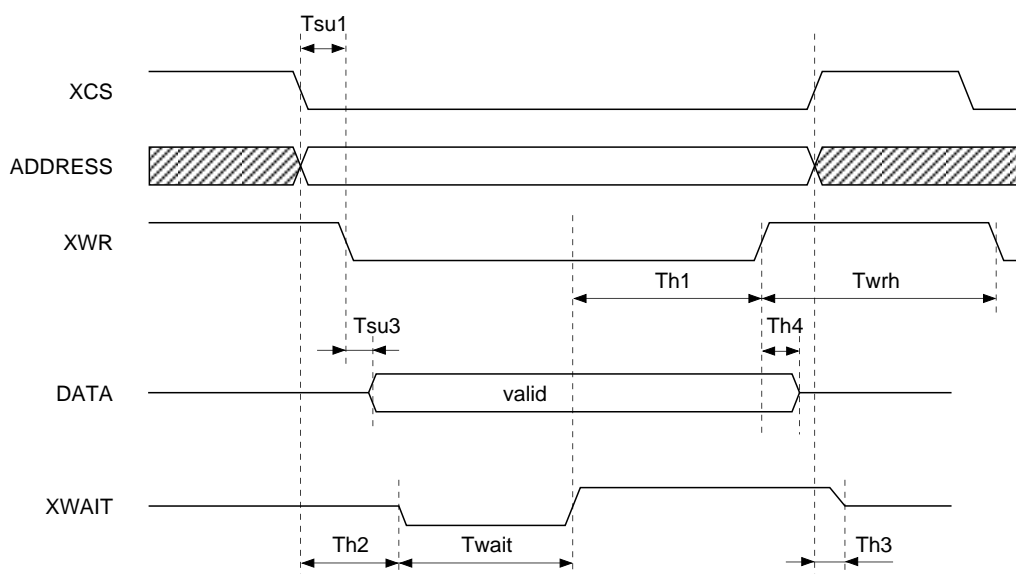 Tsu1
XCS
ADDRESS
XWR
Th1
Twrh
Tsu3
Th4
DATA
valid
XWAIT
Th2
Twait
Th3